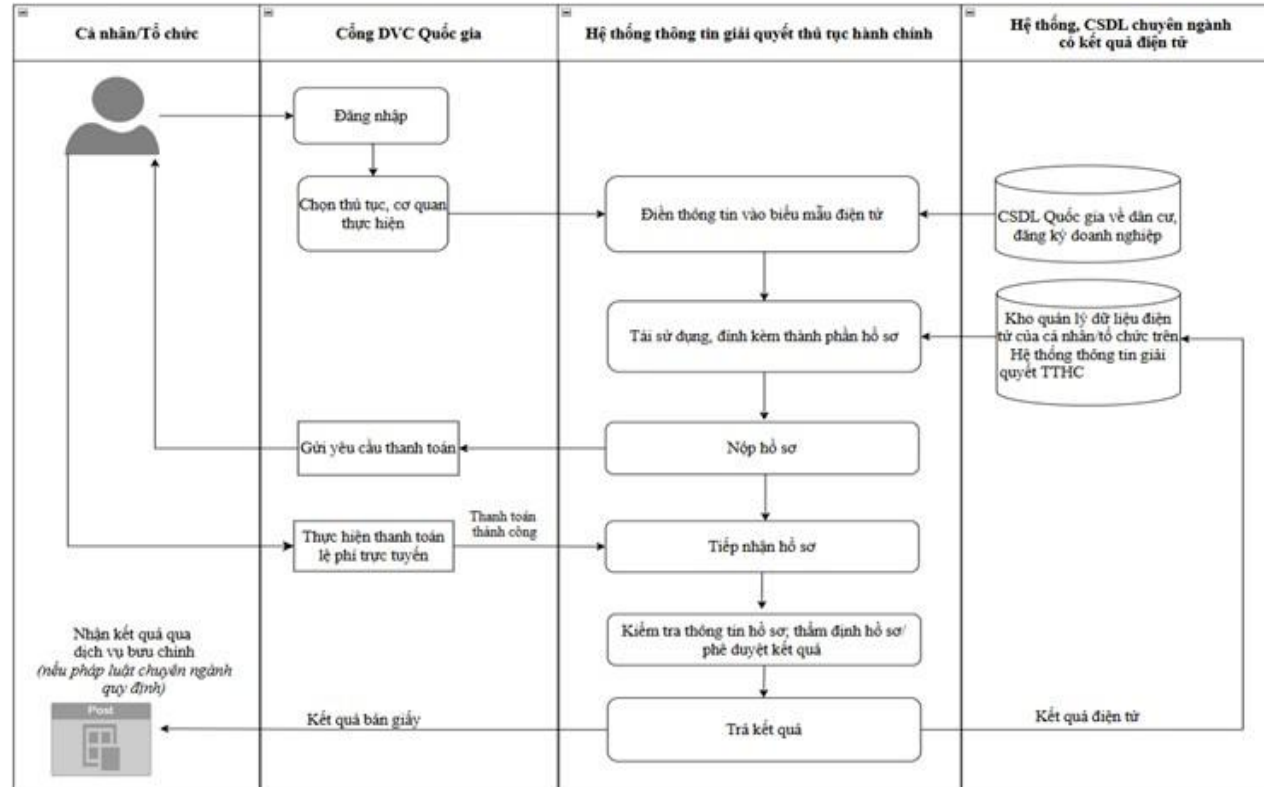 Cá nhân/Tổ chức
Cổng DVC Quốc gia
Hệ thống thông tin giải quyết thủ tục hành chính
Hệ thống, CSDL chuyên ngành
có kết quả điện tử
Đăng nhập
Chọn thủ tục, cơ quan
thực hiện
Điền thông tin vào biểu mẫu điện tử
CSDL Quốc gia về dân cư,
đăng ký doanh nghiệp
Tái sử dụng, đính kèm thành phần hồ sơ
Kho quản lý dữ liệu điện
tử của cá nhân/tổ chức trên
Hệ thống thông tin giải
quyết TTHC
Gửi yêu cầu thanh toán
Nộp hồ sơ
Thực hiện thanh toán
lệ phí trực tuyến
Thanh toán
thành công
Tiếp nhận hồ sơ
Kiểm tra thông tin hồ sơ; thẩm định hồ sơ/
phê duyệt kết quả
Nhận kết quả qua
dịch vụ bưu chính
(nếu pháp luật chuyên ngành
quy định)
Post
Kết quả bản giấy
Trả kết quả
Kết quả điện tử